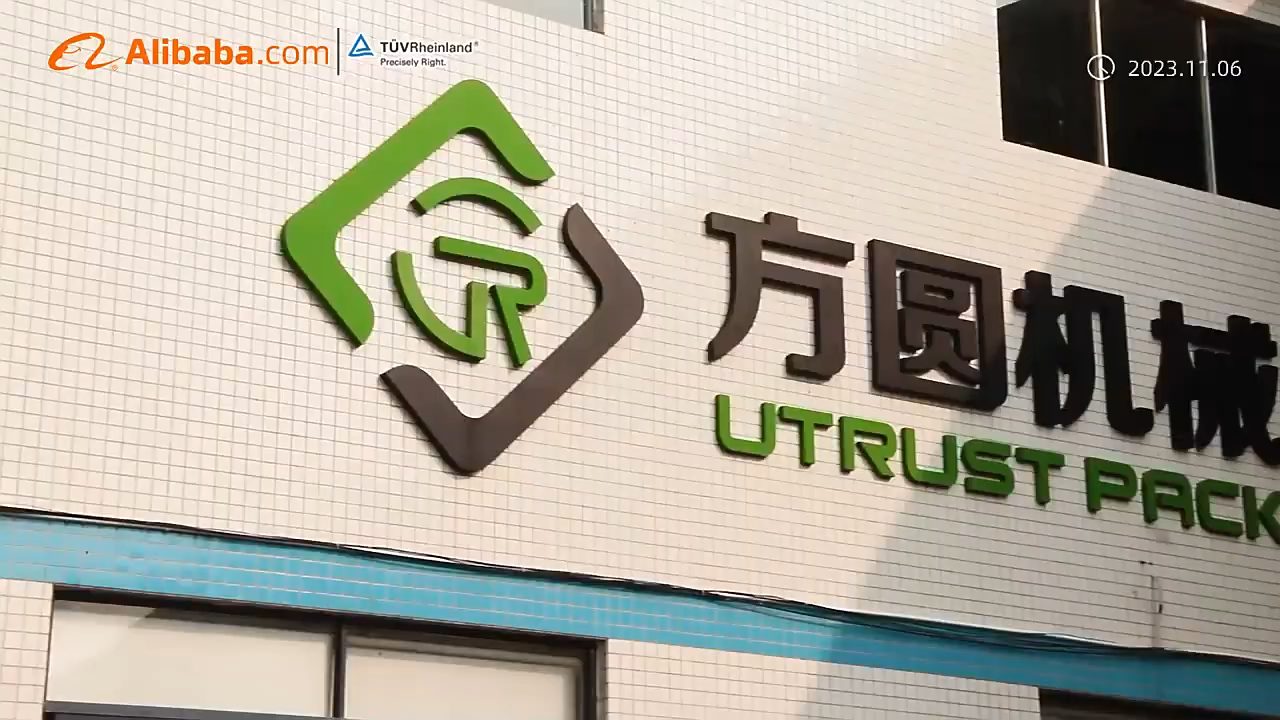 Alibaba.com
TÜVRheinland®
Precisely Right.
2023.11.06
方圆机械
UTRUST PACK